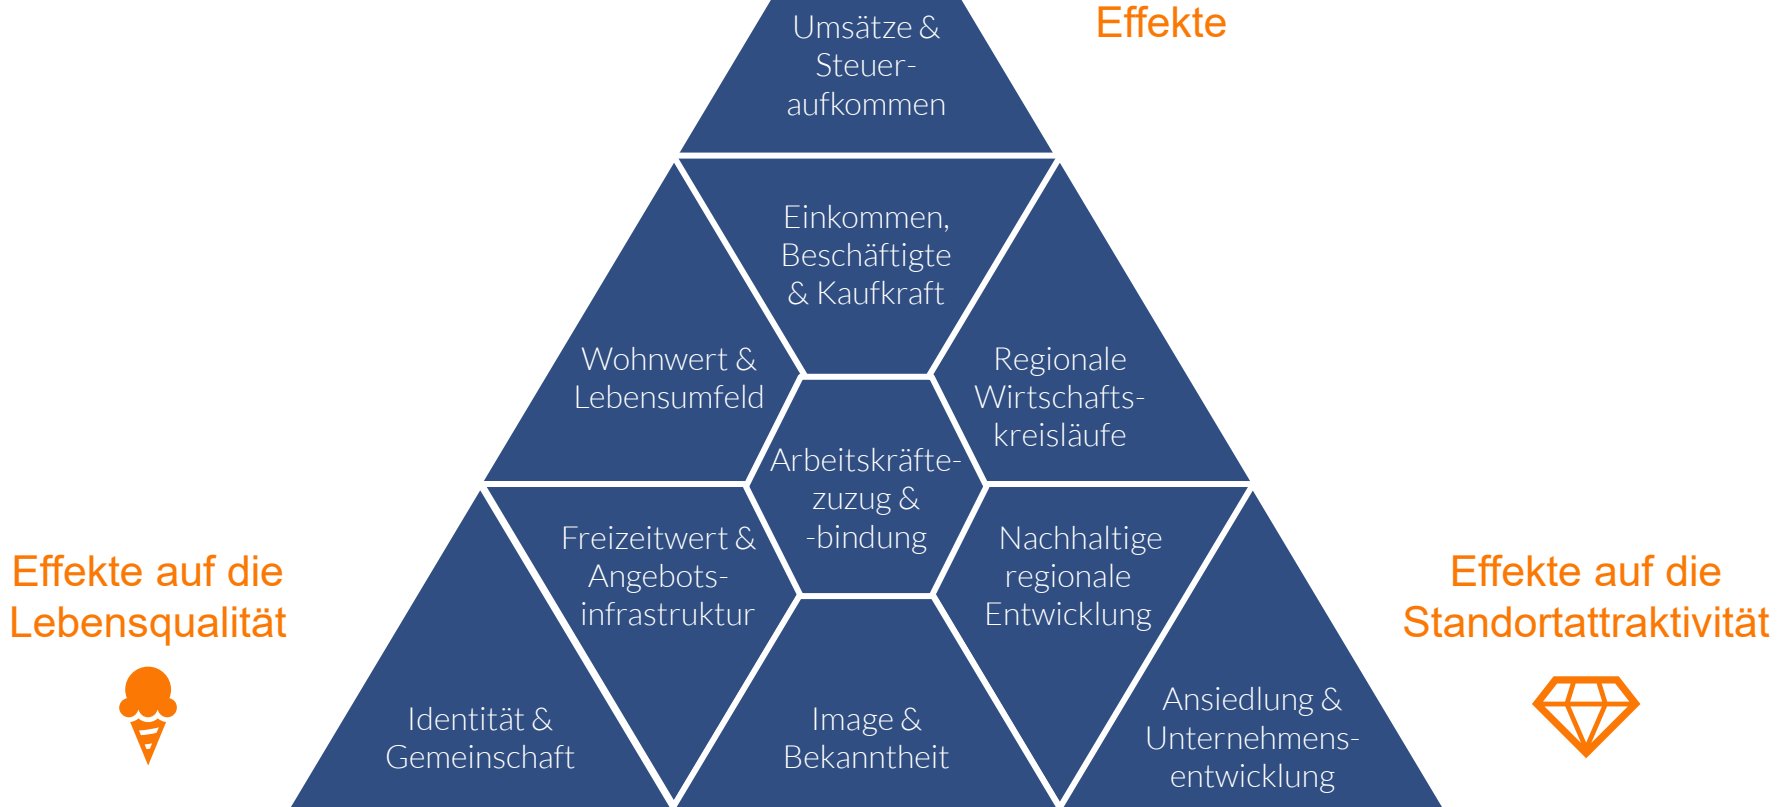 Effekte
Umsätze &
Steuer-
aufkommen
Einkommen,
Beschäftigte
& Kaufkraft
Wohnwert &
Lebensumfeld
Regionale
Wirtschafts-
kreisläufe
Arbeitskräfte-
zuzug &
-bindung
Freizeitwert &
Angebots-
infrastruktur
Nachhaltige
regionale
Entwicklung
Effekte auf die
Lebensqualität
Effekte auf die
Standortattraktivität
Identität &
Gemeinschaft
Image &
Bekanntheit
Ansiedlung &
Unternehmens-
entwicklung